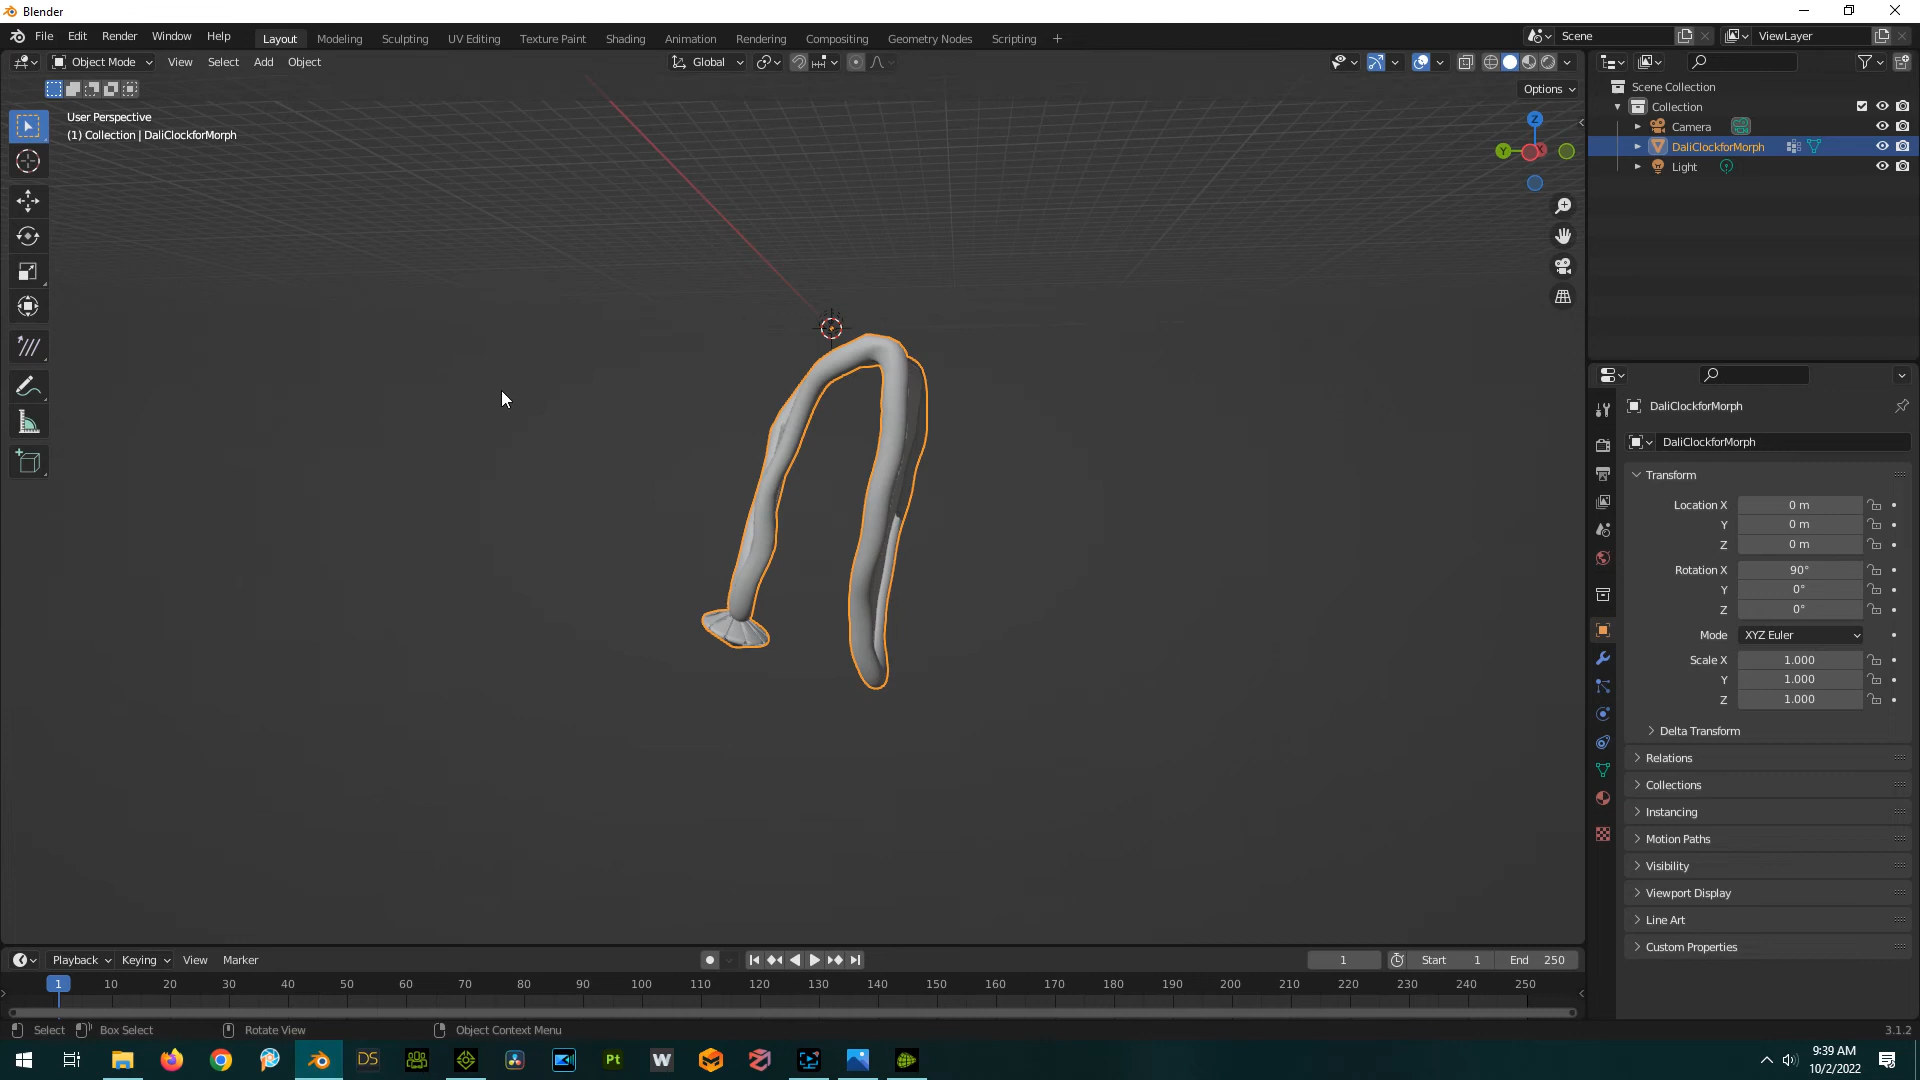 Blender
File Edit Render Window Help Layout Modeling Sculpting UV Editing Texture Paint Shading Animation Rendering Compositing Geometry Nodes Scripting + Scene ViewLayer
Object Mode View Select Add Object Global
Options
User Perspective
(1) Collection | DaliClockforMorph
Z
Y
X
Scene Collection
Collection
Camera
DaliClockforMorph
Light
DaliClockforMorph
DaliClockforMorph
Transform
Location X 0 m
Y 0 m
Z 0 m
Rotation X 90°
Y 0°
Z 0°
Mode XYZ Euler
Scale X 1.000
Y 1.000
Z 1.000
Delta Transform
Relations
Collections
Instancing
Motion Paths
Visibility
Viewport Display
Line Art
Custom Properties
Playback Keying View Marker 1 Start 1 End 250
1 10 20 30 40 50 60 70 80 90 100 110 120 130 140 150 160 170 180 190 200 210 220 230 240 250
Select Box Select Rotate View Object Context Menu 3.1.2
DS Pt W
9:39 AM
10/2/2022